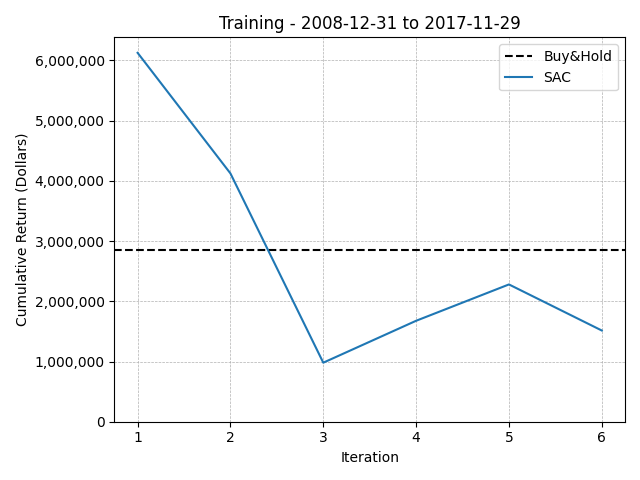 Training - 2008-12-31 to 2017-11-29
Buy&Hold
SAC
Cumulative Return (Dollars)
6,000,000
5,000,000
4,000,000
3,000,000
2,000,000
1,000,000
0
1 2 3 4 5 6
Iteration